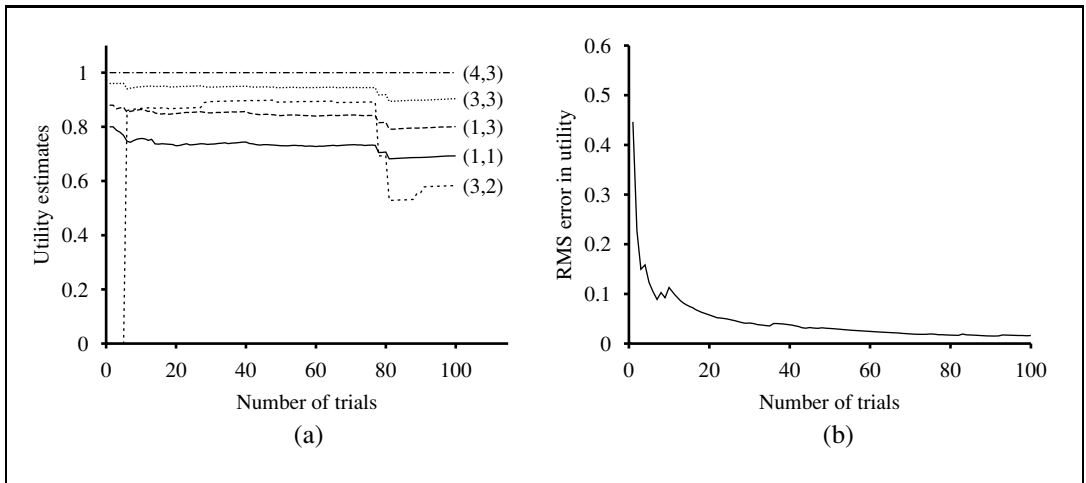 1
0.8
0.6
0.4
0.2
0
Utility estimates
0 20 40 60 80 100
Number of trials
(4,3)
(3,3)
(1,3)
(1,1)
(3,2)
(a)
0.6
0.5
0.4
0.3
0.2
0.1
0
RMS error in utility
0 20 40 60 80 100
Number of trials
(b)